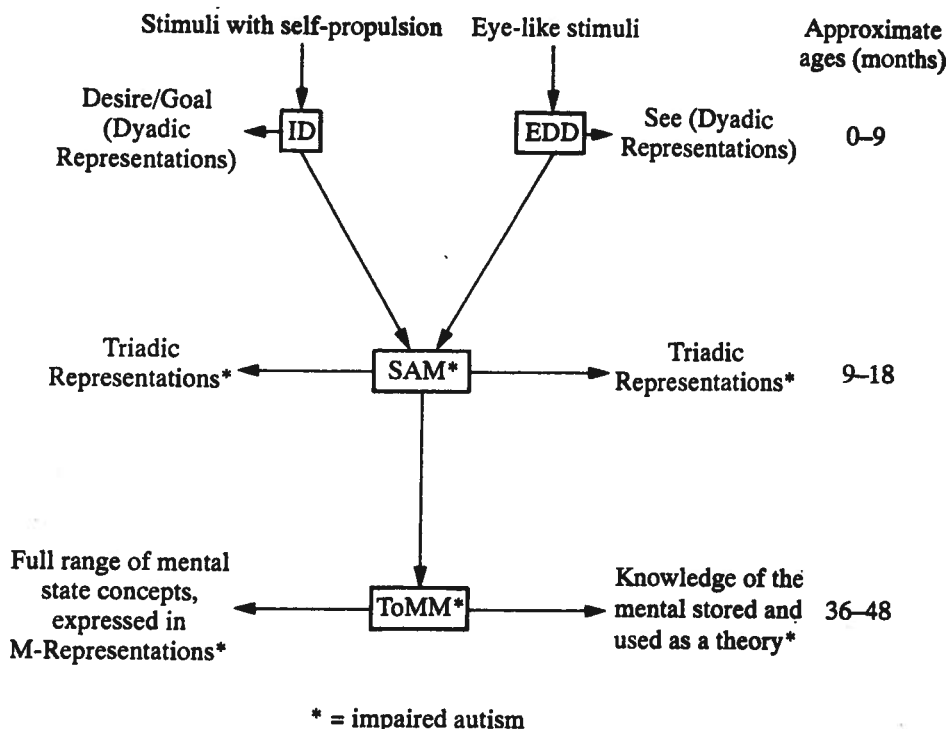 Stimuli with self-propulsion
Eye-like stimuli
Approximate
ages (months)
Desire/Goal
(Dyadic
Representations)
ID
EDD
See (Dyadic
Representations)
0–9
Triadic
Representations*
SAM*
Triadic
Representations*
9–18
Full range of mental
state concepts,
expressed in
M-Representations*
ToMM*
Knowledge of the
mental stored and
used as a theory*
36–48
* = impaired autism